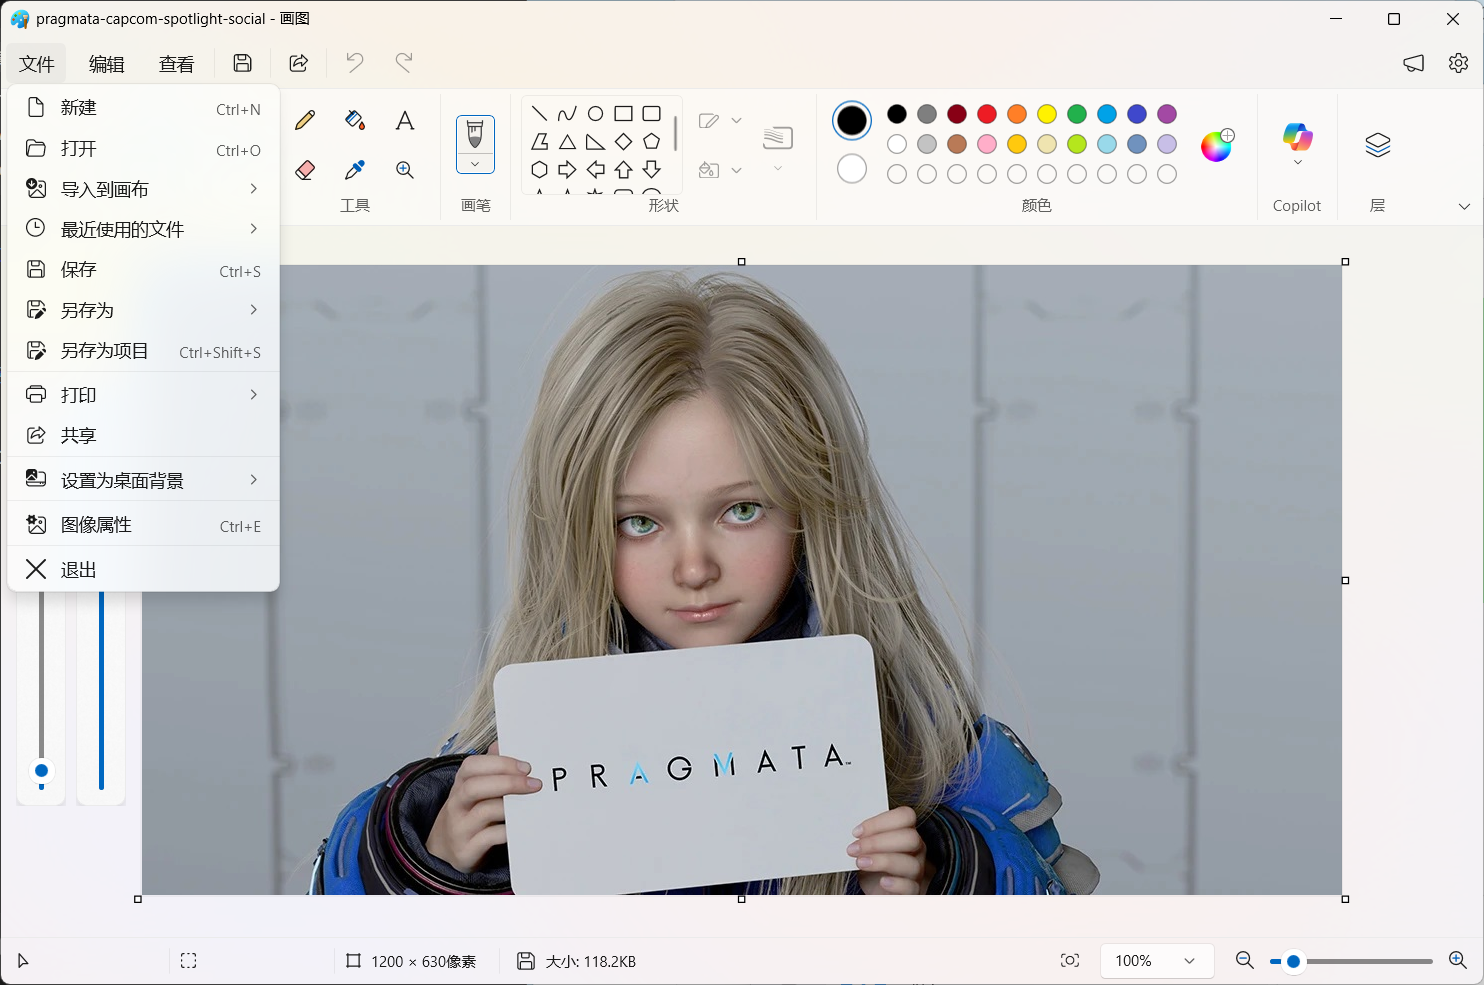 pragmata-capcom-spotlight-social - 画图
文件 编辑 查看
新建 Ctrl+N
打开 Ctrl+O
导入到画布
最近使用的文件
保存 Ctrl+S
另存为
另存为项目 Ctrl+Shift+S
打印
共享
设置为桌面背景
图像属性 Ctrl+E
退出
工具
画笔
形状
颜色
Copilot
层
PRAGMATA™
1200 × 630像素
大小: 118.2KB
100%